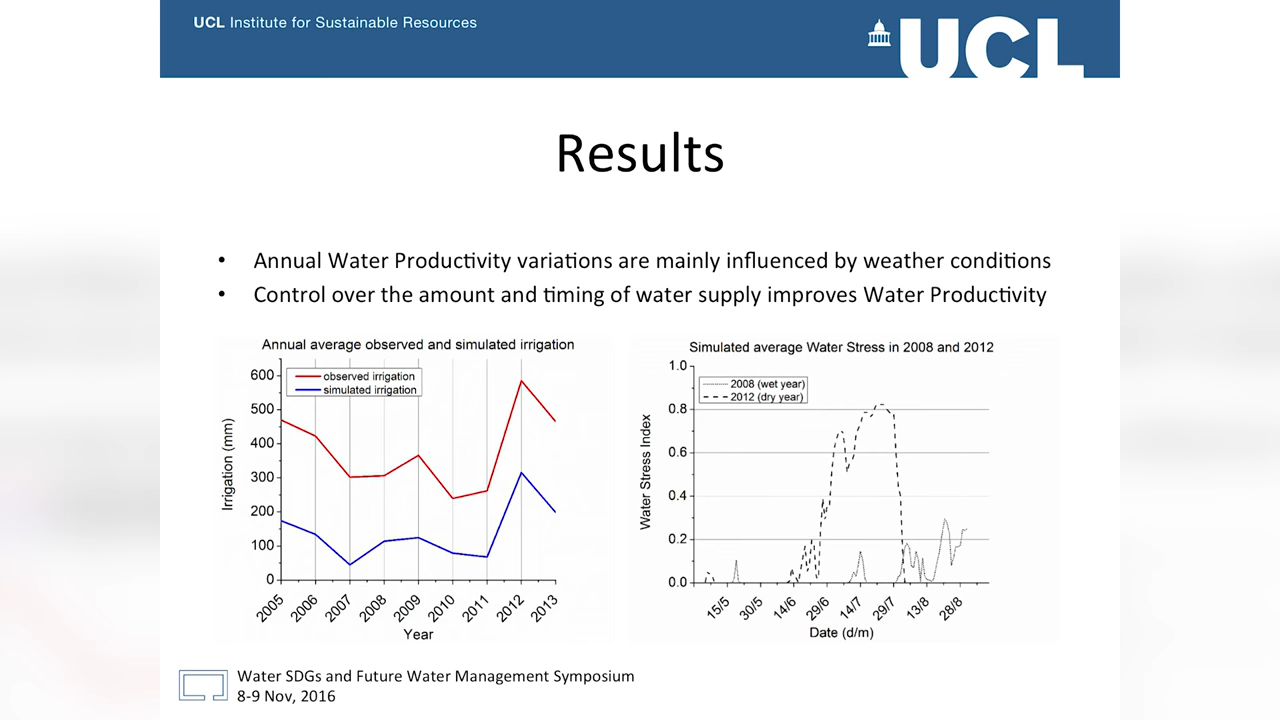 UCL Institute for Sustainable Resources
UCL
Results
• Annual Water Productivity variations are mainly influenced by weather conditions
• Control over the amount and timing of water supply improves Water Productivity
Annual average observed and simulated irrigation
observed irrigation
simulated irrigation
Irrigation (mm)
600
500
400
300
200
100
0
2005 2006 2007 2008 2009 2010 2011 2012 2013
Year
Simulated average Water Stress in 2008 and 2012
2008 (wet year)
2012 (dry year)
Water Stress Index
1.0
0.8
0.6
0.4
0.2
0.0
15/5 30/5 14/6 29/6 14/7 29/7 13/8 28/8
Date (d/m)
Water SDGs and Future Water Management Symposium
8-9 Nov, 2016